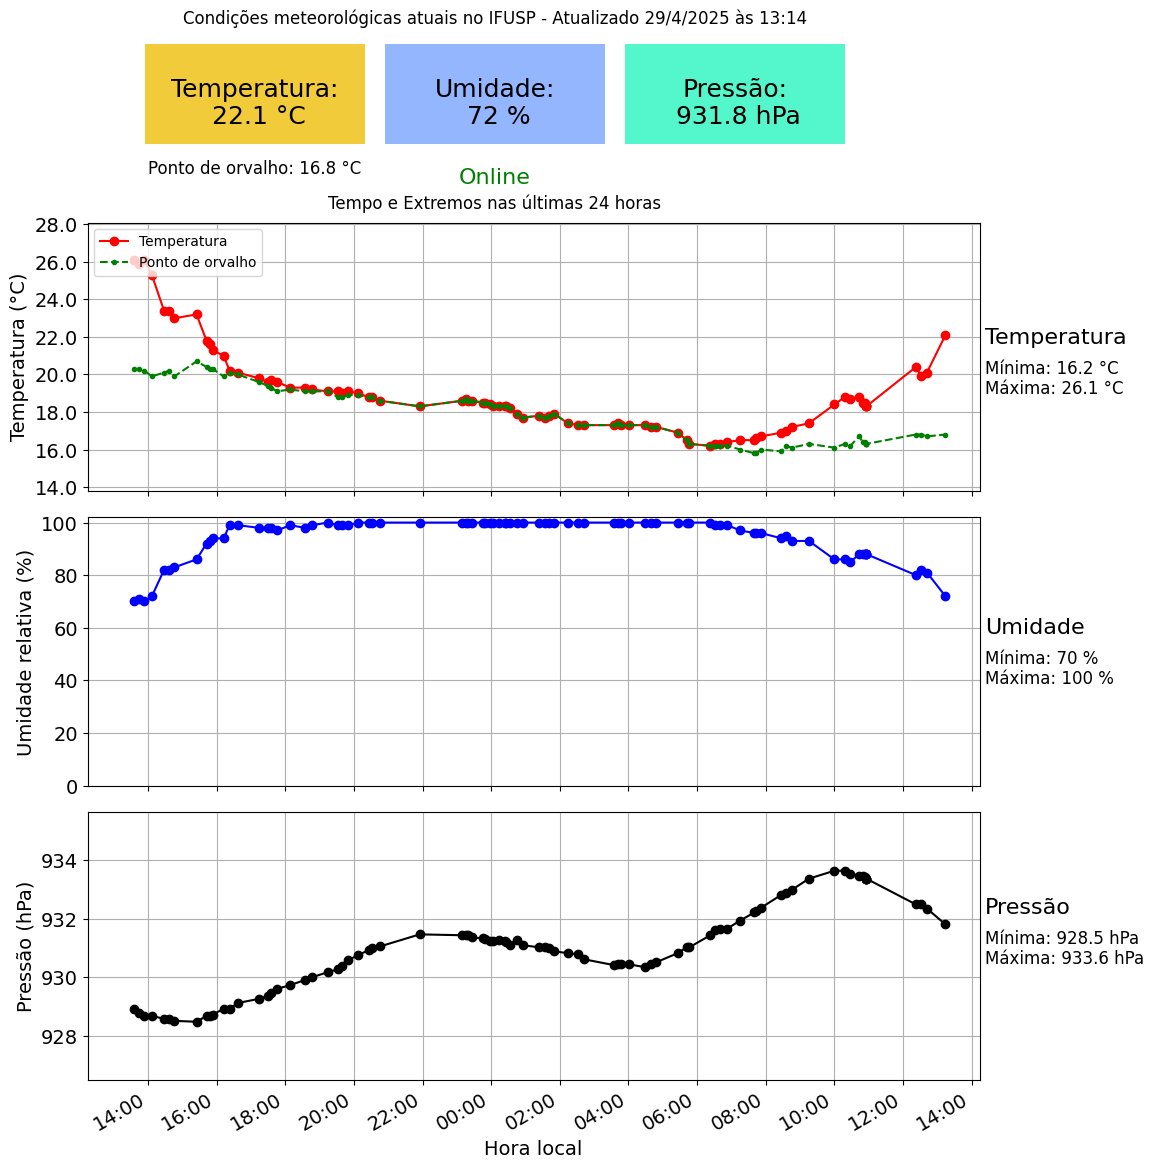 Condições meteorológicas atuais no IFUSP - Atualizado 29/4/2025 às 13:14
Temperatura:
22.1 °C
Umidade:
72 %
Pressão:
931.8 hPa
Ponto de orvalho: 16.8 °C
Online
Tempo e Extremos nas últimas 24 horas
Temperatura (°C)
28.0
26.0
24.0
22.0
20.0
18.0
16.0
14.0
Temperatura
Ponto de orvalho
Temperatura
Mínima: 16.2 °C
Máxima: 26.1 °C
Umidade relativa (%)
100
80
60
40
20
0
Umidade
Mínima: 70 %
Máxima: 100 %
Pressão (hPa)
934
932
930
928
Pressão
Mínima: 928.5 hPa
Máxima: 933.6 hPa
14:00 16:00 18:00 20:00 22:00 00:00 02:00 04:00 06:00 08:00 10:00 12:00 14:00
Hora local